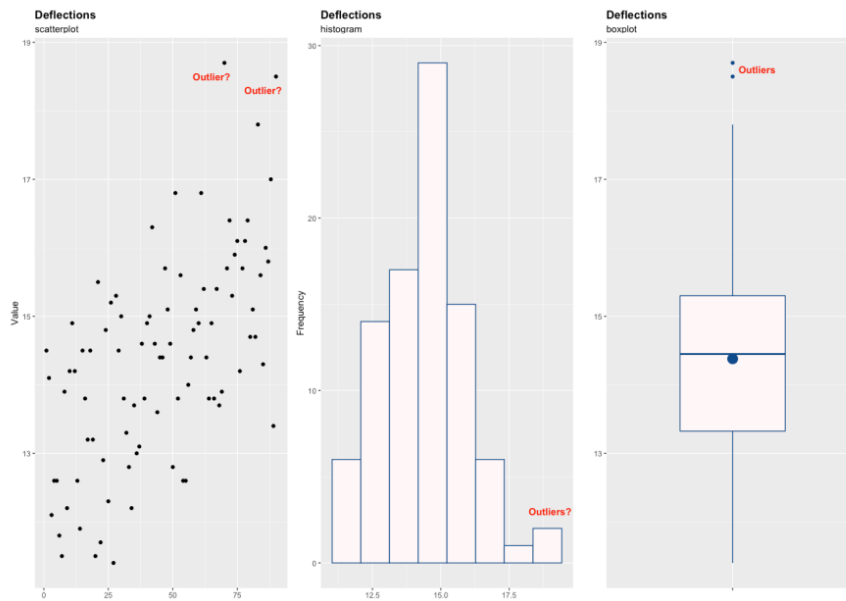 Deflections
scatterplot
19
17
15
13
Value
0
25
50
75
Outlier?
Outlier?
Deflections
histogram
30
20
10
0
Frequency
12.5
15.0
17.5
Outliers?
Deflections
boxplot
19
17
15
13
Outliers